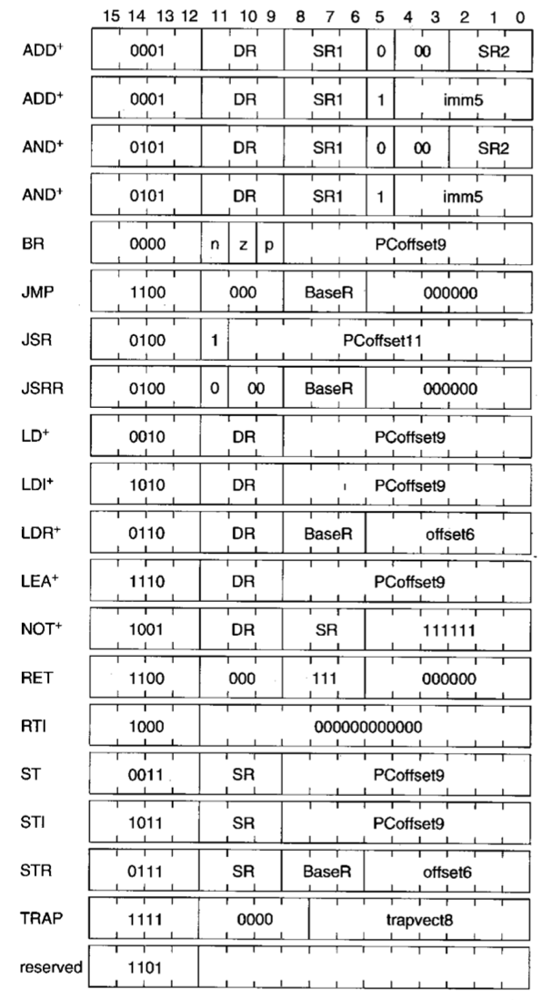 15 14 13 12 11 10 9 8 7 6 5 4 3 2 1 0
ADD+ 0001 DR SR1 0 00 SR2
ADD+ 0001 DR SR1 1 imm5
AND+ 0101 DR SR1 0 00 SR2
AND+ 0101 DR SR1 1 imm5
BR 0000 n z p PCoffset9
JMP 1100 000 BaseR 000000
JSR 0100 1 PCoffset11
JSRR 0100 0 00 BaseR 000000
LD+ 0010 DR PCoffset9
LDI+ 1010 DR PCoffset9
LDR+ 0110 DR BaseR offset6
LEA+ 1110 DR PCoffset9
NOT+ 1001 DR SR 111111
RET 1100 000 111 000000
RTI 1000 000000000000
ST 0011 SR PCoffset9
STI 1011 SR PCoffset9
STR 0111 SR BaseR offset6
TRAP 1111 0000 trapvect8
reserved 1101